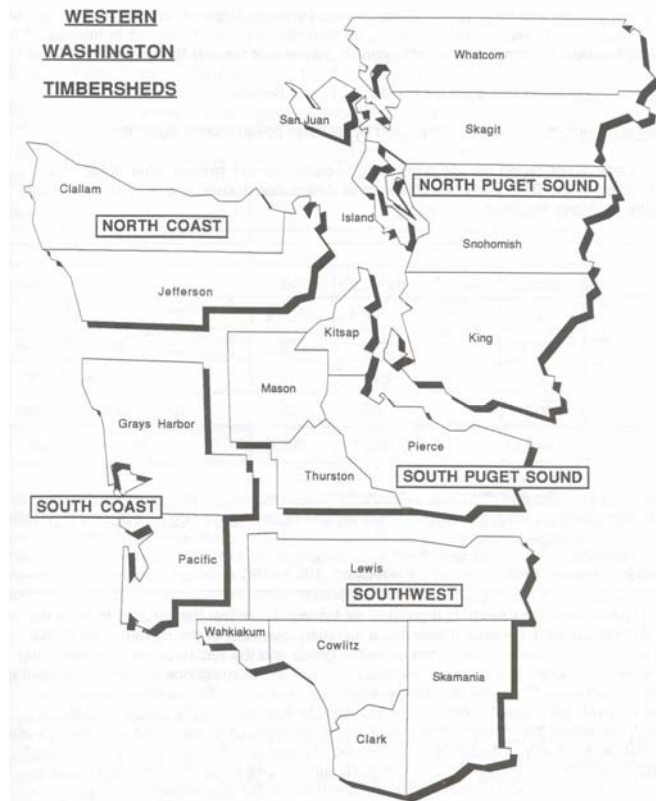 WESTERN
WASHINGTON
TIMBERSHEDS
Whatcom
San Juan
Skagit
Clallam
NORTH PUGET SOUND
Island
NORTH COAST
Snohomish
Jefferson
Kitsap
King
Mason
Grays Harbor
Pierce
Thurston
SOUTH PUGET SOUND
SOUTH COAST
Pacific
Lewis
SOUTHWEST
Wahkiakum
Cowlitz
Skamania
Clark